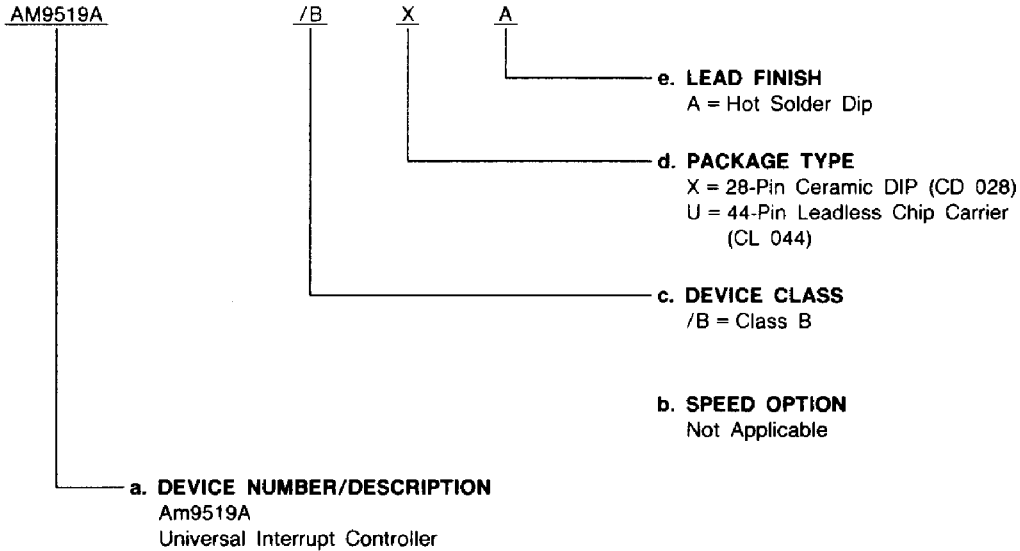 AM9519A /B X A
e. LEAD FINISH
A = Hot Solder Dip
d. PACKAGE TYPE
X = 28-Pin Ceramic DIP (CD 028)
U = 44-Pin Leadless Chip Carrier
(CL 044)
c. DEVICE CLASS
/B = Class B
b. SPEED OPTION
Not Applicable
a. DEVICE NUMBER/DESCRIPTION
Am9519A
Universal Interrupt Controller